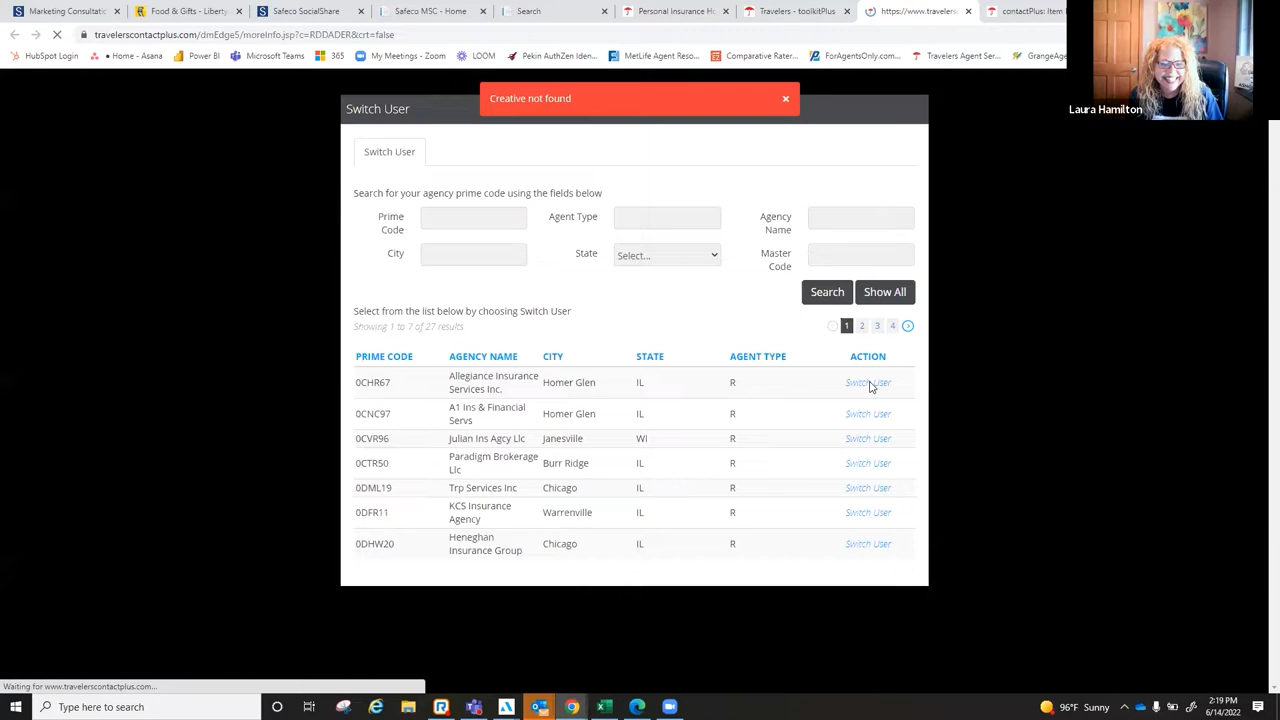 Marketing Consultatic
Food & Gifts - Liberty
Safeco SocialShare
Safeco MSC - Home
Search
Personal Insurance Ho
Travelers - toolkitPlus
https://www.travelers
contactPlus: Item
travelerscontactplus.com/dmEdge5/moreInfo.jsp?c=RDDADER&crt=false
HubSpot Login
Home - Asana
Power BI
Microsoft Teams
365
My Meetings - Zoom
LOOM
Pekin AuthZen Iden...
MetLife Agent Reso...
Comparative Rater...
ForAgentsOnly.com...
Travelers Agent Ser...
GrangeAge
Laura Hamilton
Creative not found
Switch User
Switch User
Search for your agency prime code using the fields below
Prime Code
Agent Type
Agency Name
City
State
Select...
Master Code
Search
Show All
Select from the list below by choosing Switch User
Showing 1 to 7 of 27 results
1 2 3 4
PRIME CODE AGENCY NAME CITY STATE AGENT TYPE ACTION
0CHR67 Allegiance Insurance Services Inc. Homer Glen IL R Switch User
0CNC97 A1 Ins & Financial Servs Homer Glen IL R Switch User
0CVR96 Julian Ins Agcy Llc Janesville WI R Switch User
0CTR50 Paradigm Brokerage Llc Burr Ridge IL R Switch User
0DML19 Trp Services Inc Chicago IL R Switch User
0DFR11 KCS Insurance Agency Warrenville IL R Switch User
0DHW20 Heneghan Insurance Group Chicago IL R Switch User
Waiting for www.travelerscontactplus.com...
Type here to search
96°F Sunny
2:19 PM
6/14/2022